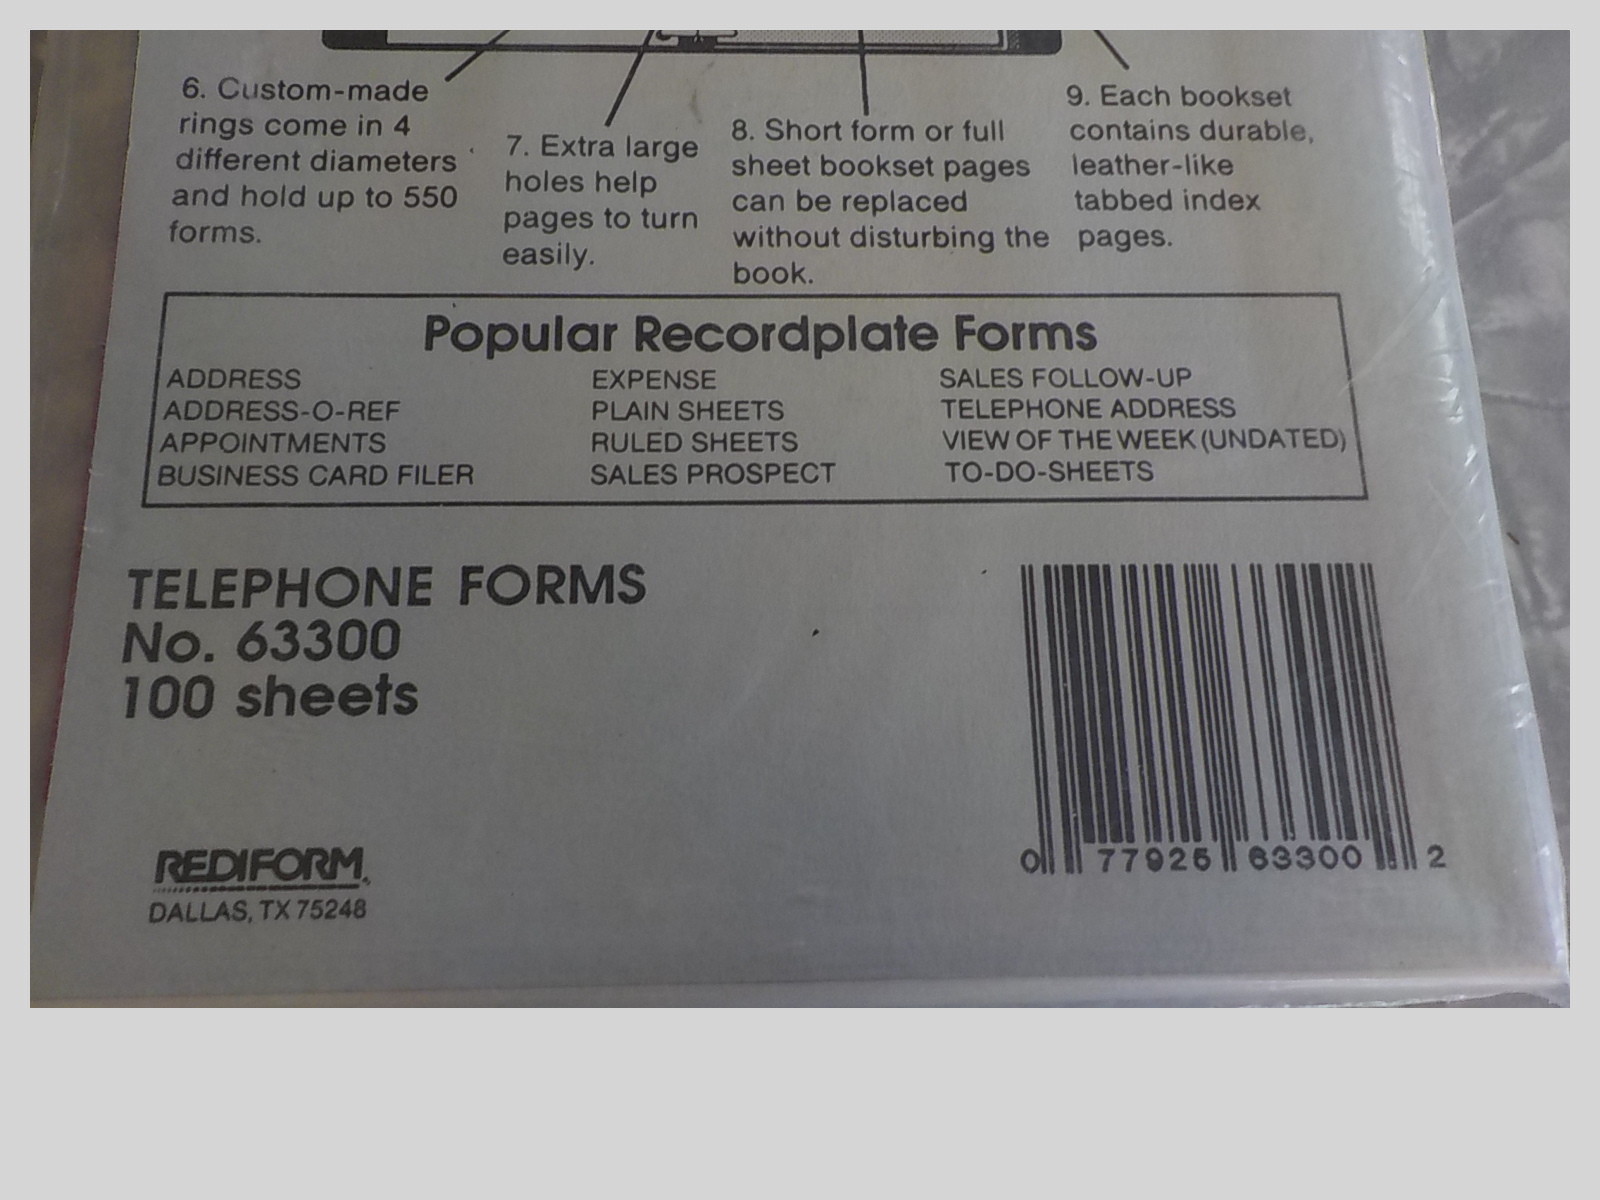 6. Custom-made
rings come in 4
different diameters
and hold up to 550
forms.
7. Extra large
holes help
pages to turn
easily.
8. Short form or full
sheet bookset pages
can be replaced
without disturbing the
book.
9. Each bookset
contains durable,
leather-like
tabbed index
pages.
Popular Recordplate Forms
ADDRESS
ADDRESS-O-REF
APPOINTMENTS
BUSINESS CARD FILER
EXPENSE
PLAIN SHEETS
RULED SHEETS
SALES PROSPECT
SALES FOLLOW-UP
TELEPHONE ADDRESS
VIEW OF THE WEEK (UNDATED)
TO-DO-SHEETS
TELEPHONE FORMS
No. 63300
100 sheets
REDIFORM
DALLAS, TX 75248
0 77925 63300 2